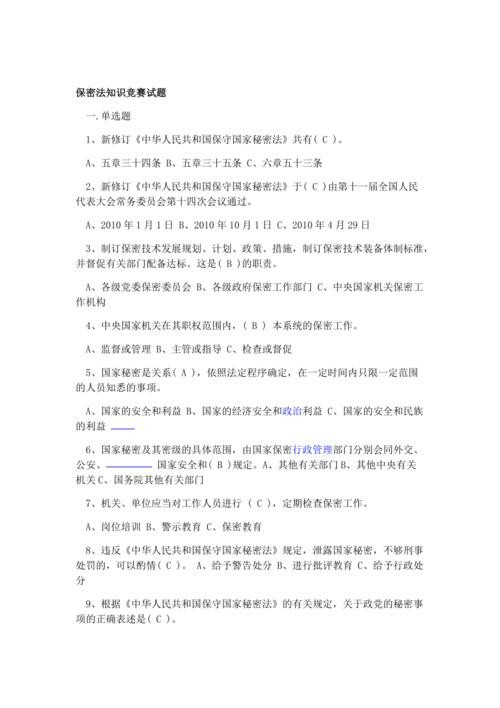 保密法知识竞赛试题
一.单选题
1、新修订《中华人民共和国保守国家秘密法》共有( C )。
A、五章三十四条 B、五章三十五条 C、六章五十三条
2、新修订《中华人民共和国保守国家秘密法》于( C )由第十一届全国人民
代表大会常务委员会第十四次会议通过。
A、2010 年 1 月 1 日 B、2010 年 10 月 1 日 C、2010 年 4 月 29 日
3、制订保密技术发展规划、计划、政策、措施，制订保密技术装备体制标准，
并督促有关部门配备达标。这是( B )的职责。
A、各级党委保密委员会 B、各级政府保密工作部门 C、中央国家机关保密工
作机构
4、中央国家机关在其职权范围内，( B ) 本系统的保密工作。
A、监督或管理 B、主管或指导 C、检查或督促
5、国家秘密是关系( A )，依照法定程序确定，在一定时间内只限一定范围
的人员知悉的事项。
A、国家的安全和利益 B、国家的经济安全和政治利益 C、国家的安全和民族
的利益
6、国家秘密及其密级的具体范围，由国家保密行政管理部门分别会同外交、
公安、 国家安全和( B )规定。A、其他有关部门B、其他中央有关
机关C、国务院其他有关部门
7、机关、单位应当对工作人员进行 ( C )，定期检查保密工作。
A、岗位培训 B、警示教育 C、保密教育
8、违反《中华人民共和国保守国家秘密法》规定，泄露国家秘密，不够刑事
处罚的，可以酌情( C )。 A、给予警告处分 B、进行批评教育 C、给予行政处
分
9、根据《中华人民共和国保守国家秘密法》的有关规定，关于政党的秘密事
项的正确表述是( C )。